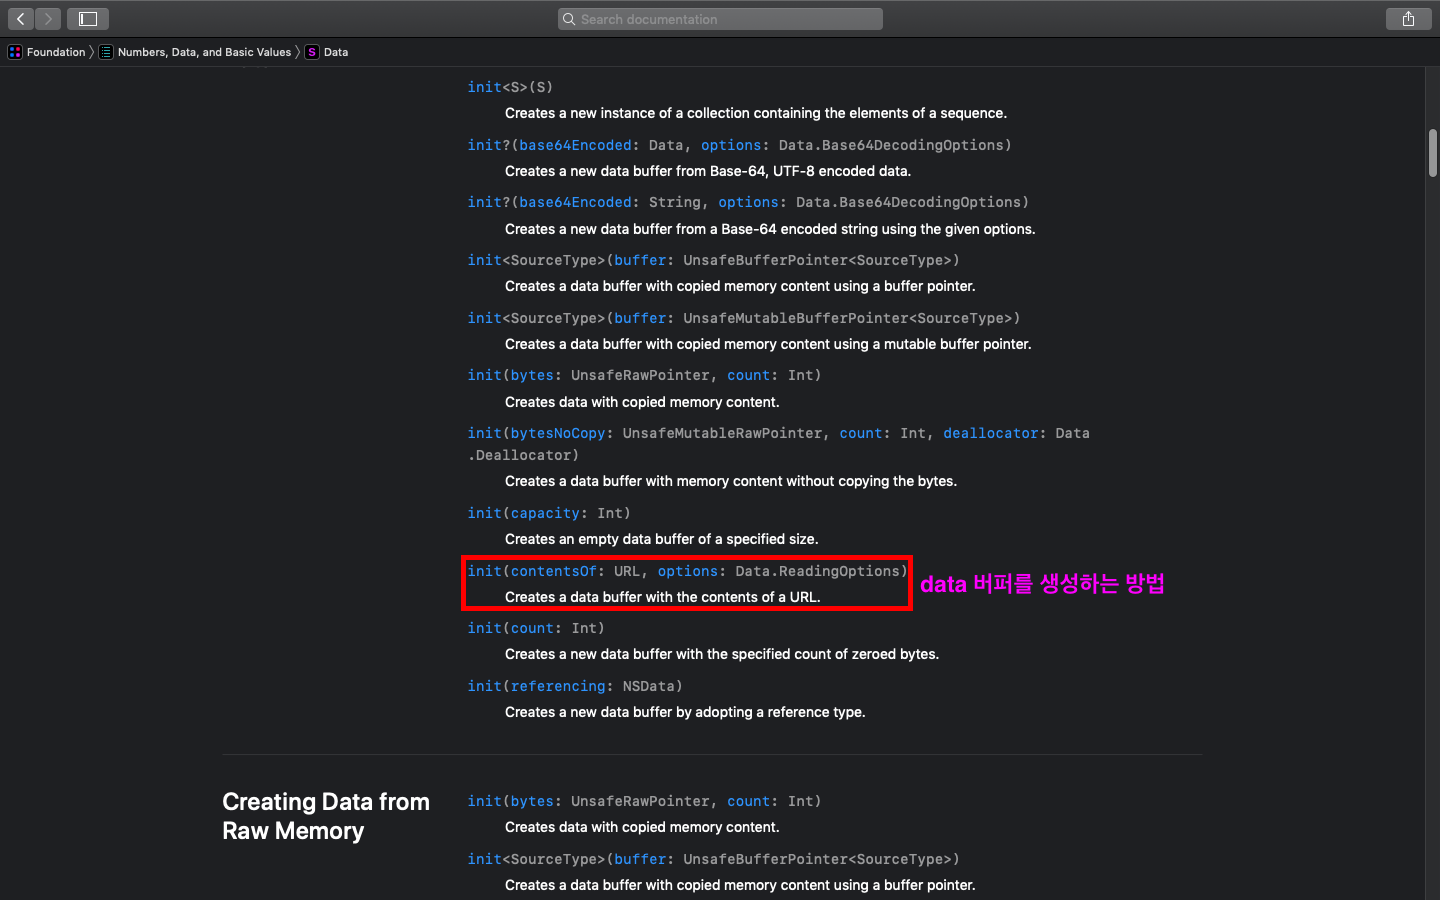 Search documentation
Foundation 〉 Numbers, Data, and Basic Values 〉 S Data
init<S>(S)
Creates a new instance of a collection containing the elements of a sequence.
init?(base64Encoded: Data, options: Data.Base64DecodingOptions)
Creates a new data buffer from Base-64, UTF-8 encoded data.
init?(base64Encoded: String, options: Data.Base64DecodingOptions)
Creates a new data buffer from a Base-64 encoded string using the given options.
init<SourceType>(buffer: UnsafeBufferPointer<SourceType>)
Creates a data buffer with copied memory content using a buffer pointer.
init<SourceType>(buffer: UnsafeMutableBufferPointer<SourceType>)
Creates a data buffer with copied memory content using a mutable buffer pointer.
init(bytes: UnsafeRawPointer, count: Int)
Creates data with copied memory content.
init(bytesNoCopy: UnsafeMutableRawPointer, count: Int, deallocator: Data
.Deallocator)
Creates a data buffer with memory content without copying the bytes.
init(capacity: Int)
Creates an empty data buffer of a specified size.
init(contentsOf: URL, options: Data.ReadingOptions)
Creates a data buffer with the contents of a URL.
data 버퍼를 생성하는 방법
init(count: Int)
Creates a new data buffer with the specified count of zeroed bytes.
init(referencing: NSData)
Creates a new data buffer by adopting a reference type.
Creating Data from
Raw Memory
init(bytes: UnsafeRawPointer, count: Int)
Creates data with copied memory content.
init<SourceType>(buffer: UnsafeBufferPointer<SourceType>)
Creates a data buffer with copied memory content using a buffer pointer.